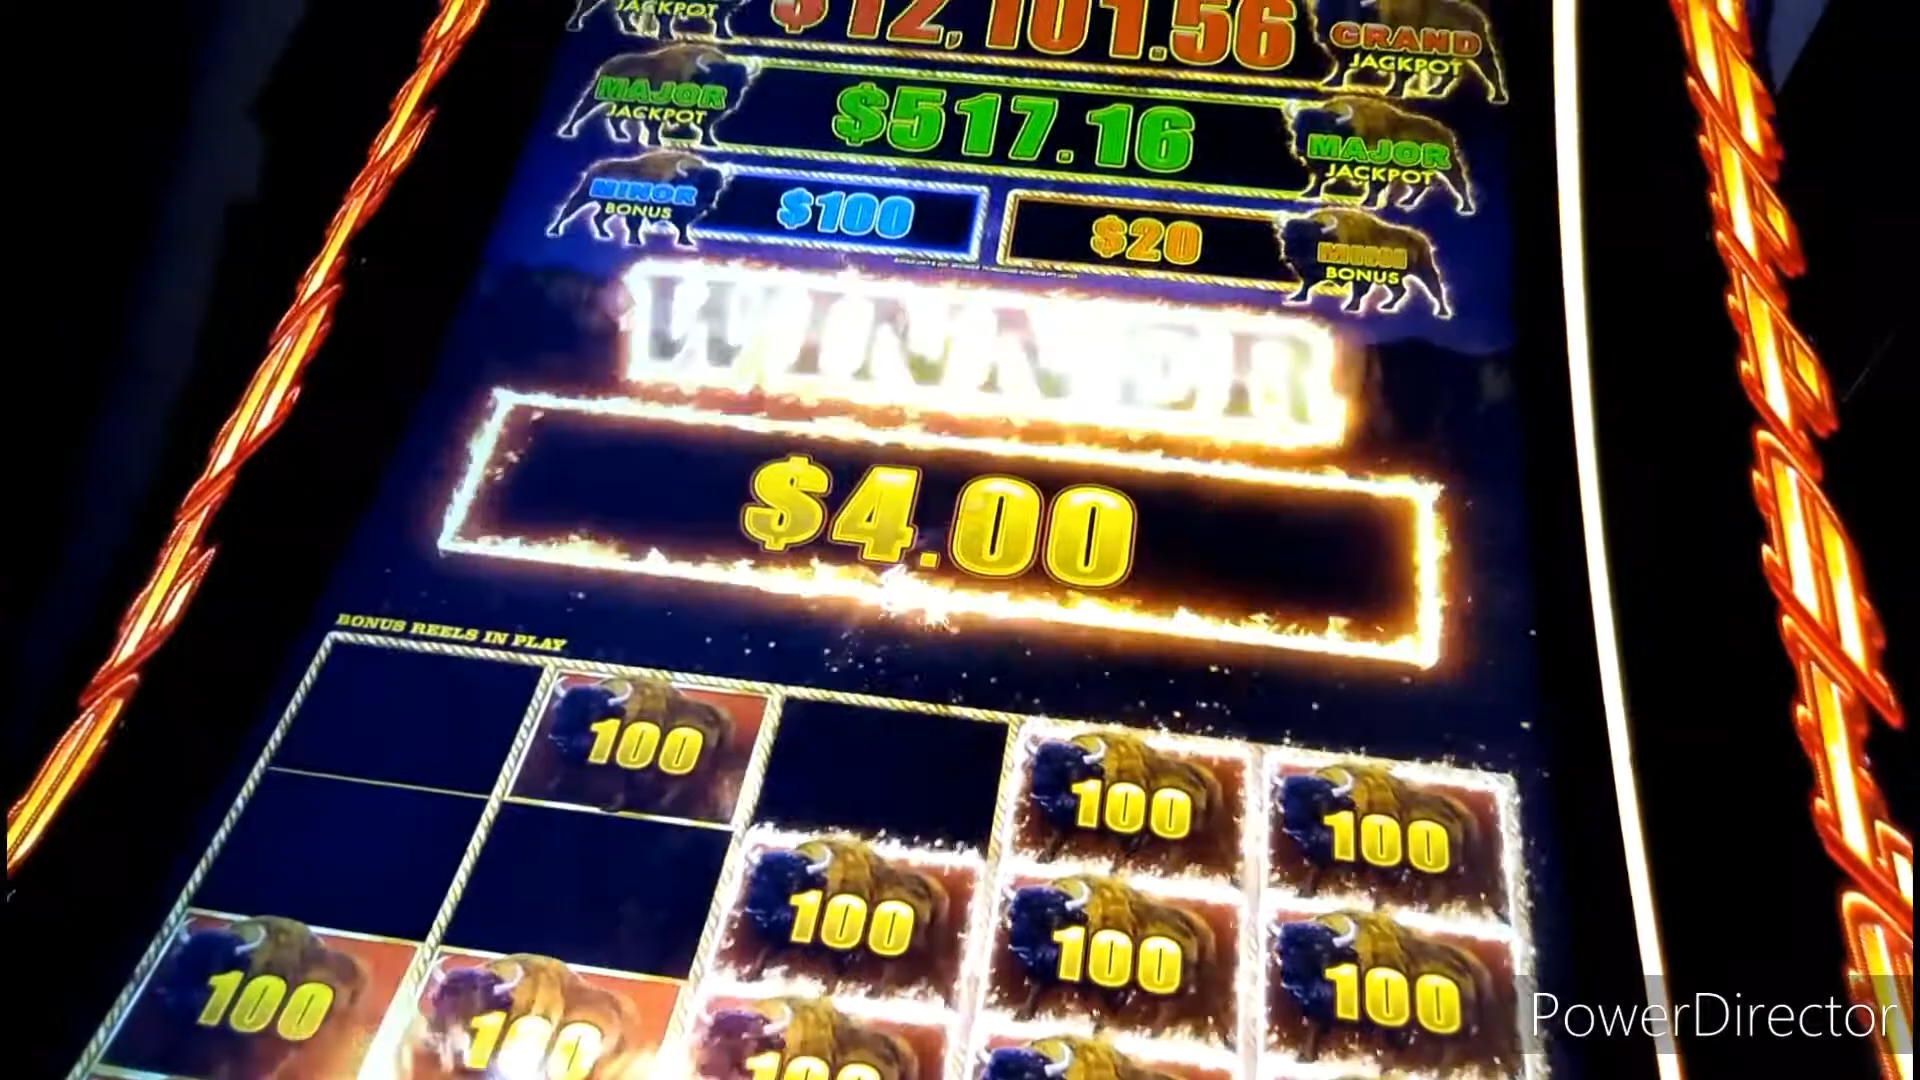 JACKPOT
$12,101.56
GRAND
JACKPOT
MAJOR
JACKPOT
$517.16
MAJOR
JACKPOT
MINOR
BONUS
$100
$20
BONUS
WINNER
$4.00
BONUS REELS IN PLAY
100
100
100
100
100
100
100
100
100
PowerDirector